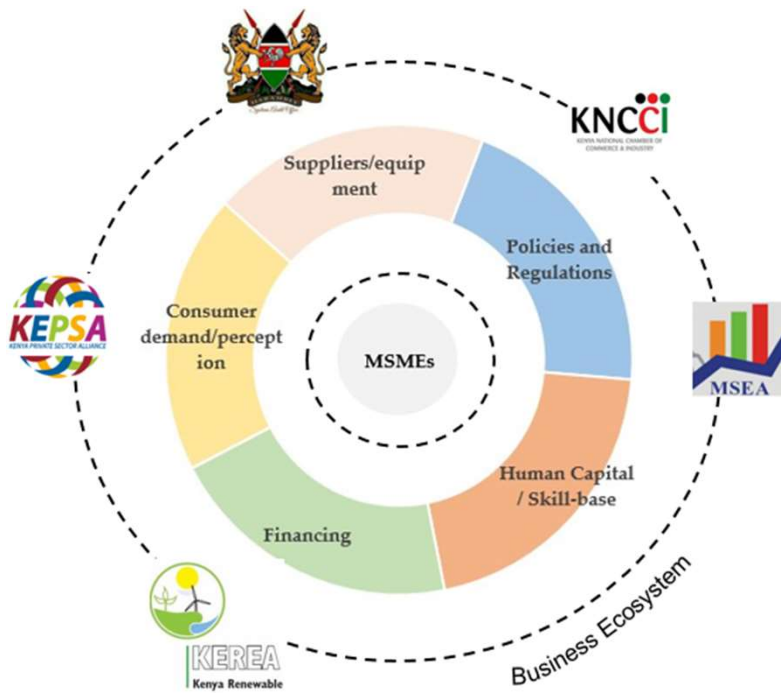 KNCCI
KENYA NATIONAL CHAMBER OF
COMMERCE & INDUSTRY
Suppliers/equip
ment
Policies and
Regulations
Consumer
demand/percept
ion
KEPSA
KENYA PRIVATE SECTOR ALLIANCE
MSMEs
MSEA
Human Capital
/ Skill-base
Financing
KEREA
Kenya Renewable
Business Ecosystem